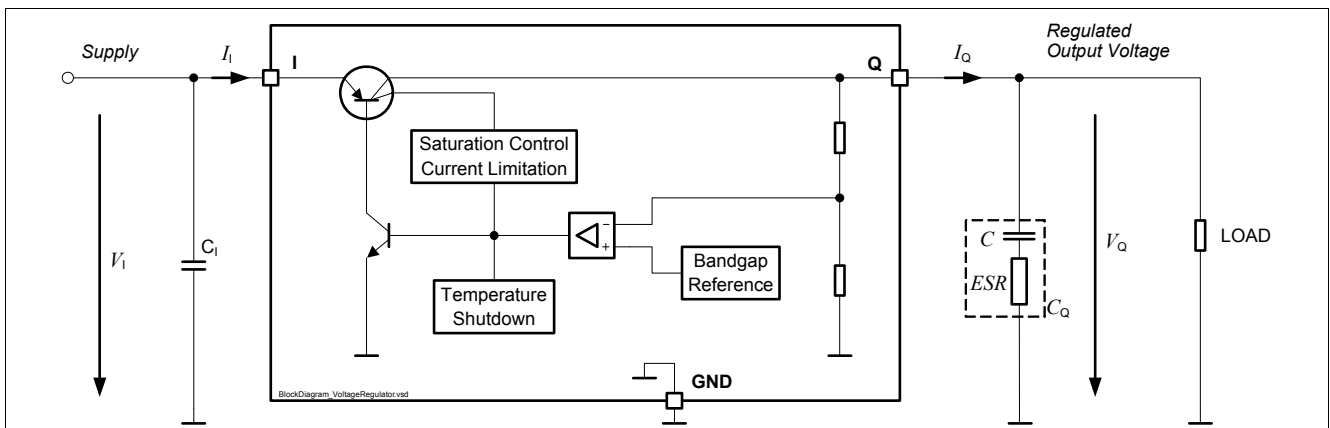 Supply
I_I
I
Q
I_Q
Regulated
Output Voltage
Saturation Control
Current Limitation
Bandgap
Reference
Temperature
Shutdown
-
+
V_I
C_I
C
ESR
C_Q
V_Q
LOAD
GND
BlockDiagram_VoltageRegulator.vsd